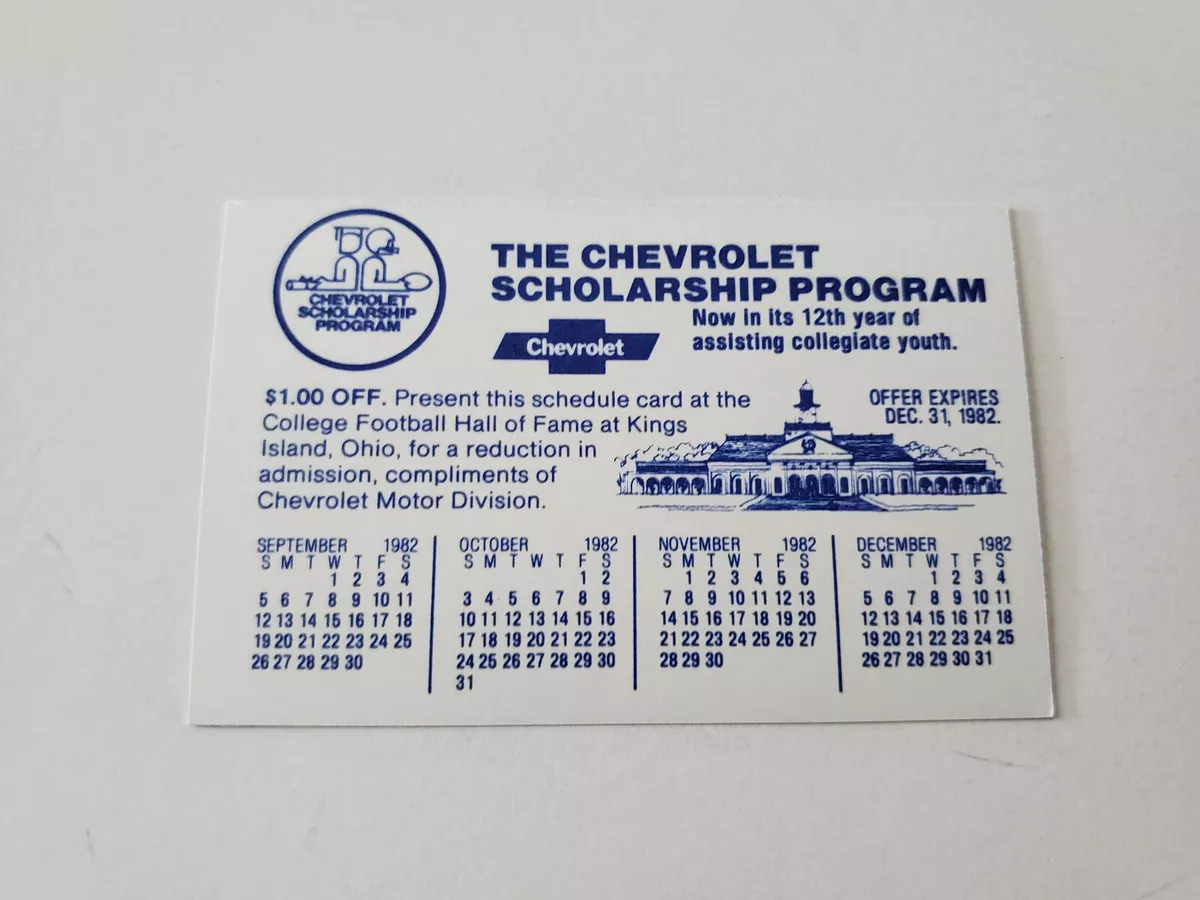 CHEVROLET
SCHOLARSHIP
PROGRAM
THE CHEVROLET
SCHOLARSHIP PROGRAM
Chevrolet
Now in its 12th year of
assisting collegiate youth.
$1.00 OFF. Present this schedule card at the
College Football Hall of Fame at Kings
Island, Ohio, for a reduction in
admission, compliments of
Chevrolet Motor Division.
OFFER EXPIRES
DEC. 31, 1982.
SEPTEMBER 1982
S M T W T F S
1 2 3 4
5 6 7 8 9 10 11
12 13 14 15 16 17 18
19 20 21 22 23 24 25
26 27 28 29 30
OCTOBER 1982
S M T W T F S
1 2
3 4 5 6 7 8 9
10 11 12 13 14 15 16
17 18 19 20 21 22 23
24 25 26 27 28 29 30
31
NOVEMBER 1982
S M T W T F S
1 2 3 4 5 6
7 8 9 10 11 12 13
14 15 16 17 18 19 20
21 22 23 24 25 26 27
28 29 30
DECEMBER 1982
S M T W T F S
1 2 3 4
5 6 7 8 9 10 11
12 13 14 15 16 17 18
19 20 21 22 23 24 25
26 27 28 29 30 31